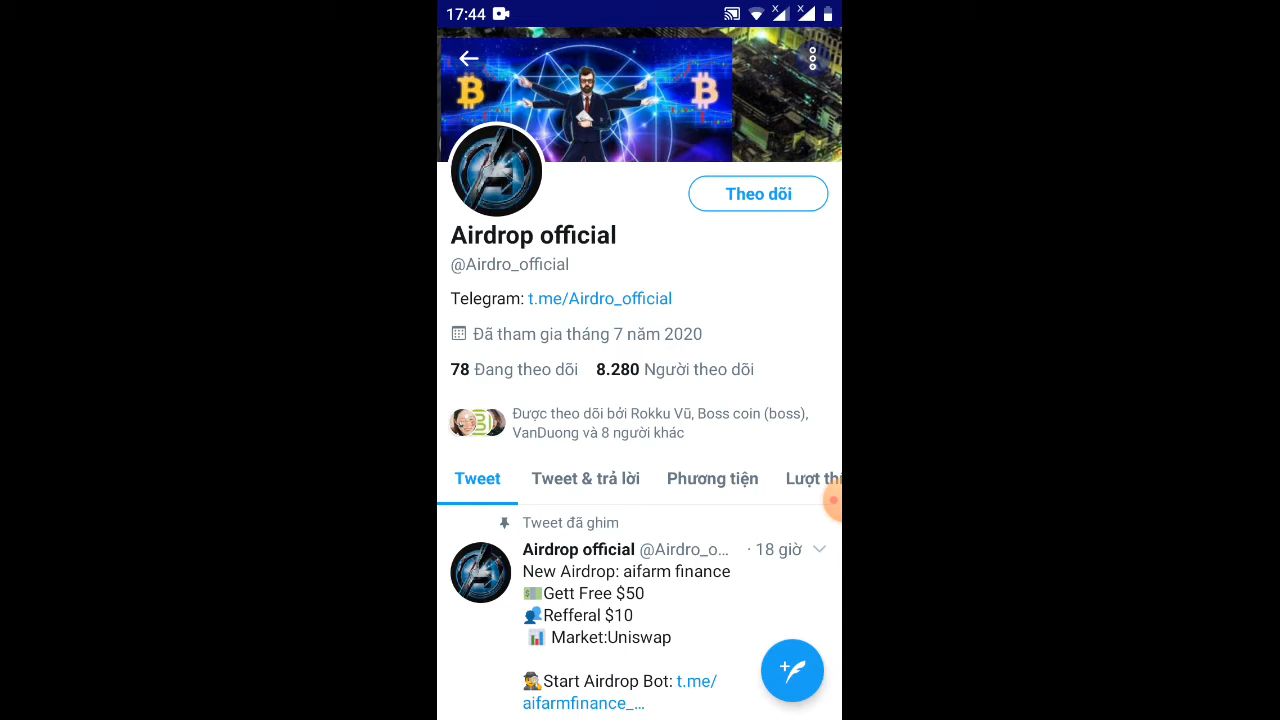 17:44
Theo dõi
Airdrop official
@Airdro_official
Telegram: t.me/Airdro_official
Đã tham gia tháng 7 năm 2020
78 Đang theo dõi 8.280 Người theo dõi
Được theo dõi bởi Rokku Vũ, Boss coin (boss),
VanDuong và 8 người khác
Tweet Tweet & trả lời Phương tiện Lượt thí
Tweet đã ghim
Airdrop official @Airdro_o... · 18 giờ
New Airdrop: aifarm finance
💵Gett Free $50
👥Refferal $10
📊 Market:Uniswap
🕵️Start Airdrop Bot: t.me/
aifarmfinance_...